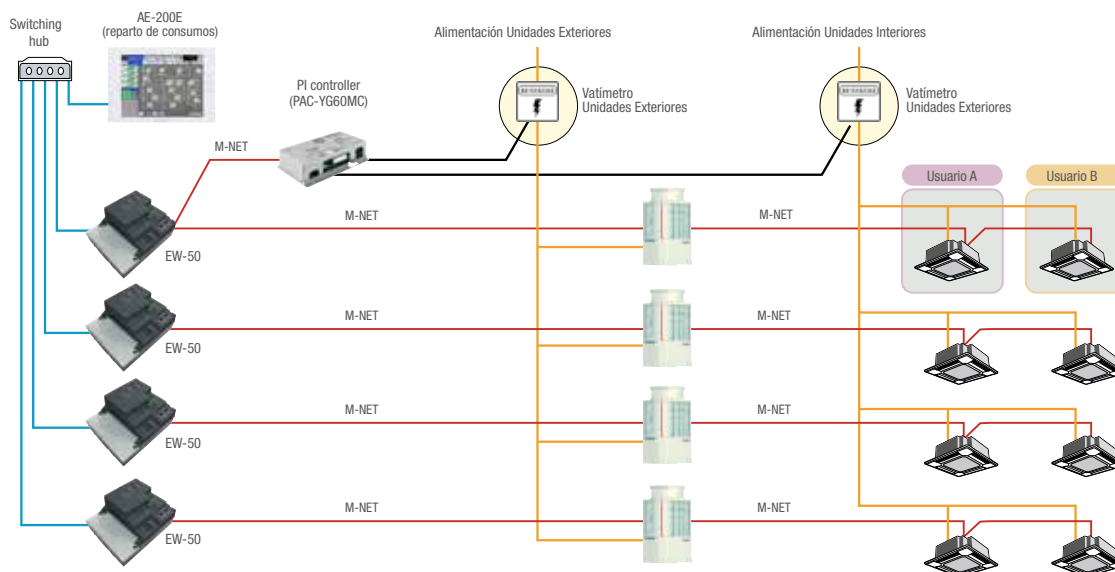 Switching
hub
AE-200E
(reparto de consumos)
Alimentación Unidades Exteriores
Alimentación Unidades Interiores
PI controller
(PAC-YG60MC)
Vatímetro
Unidades Exteriores
Vatímetro
Unidades Exteriores
M-NET
Usuario A
Usuario B
M-NET
M-NET
EW-50
M-NET
M-NET
EW-50
M-NET
M-NET
EW-50
M-NET
M-NET
EW-50